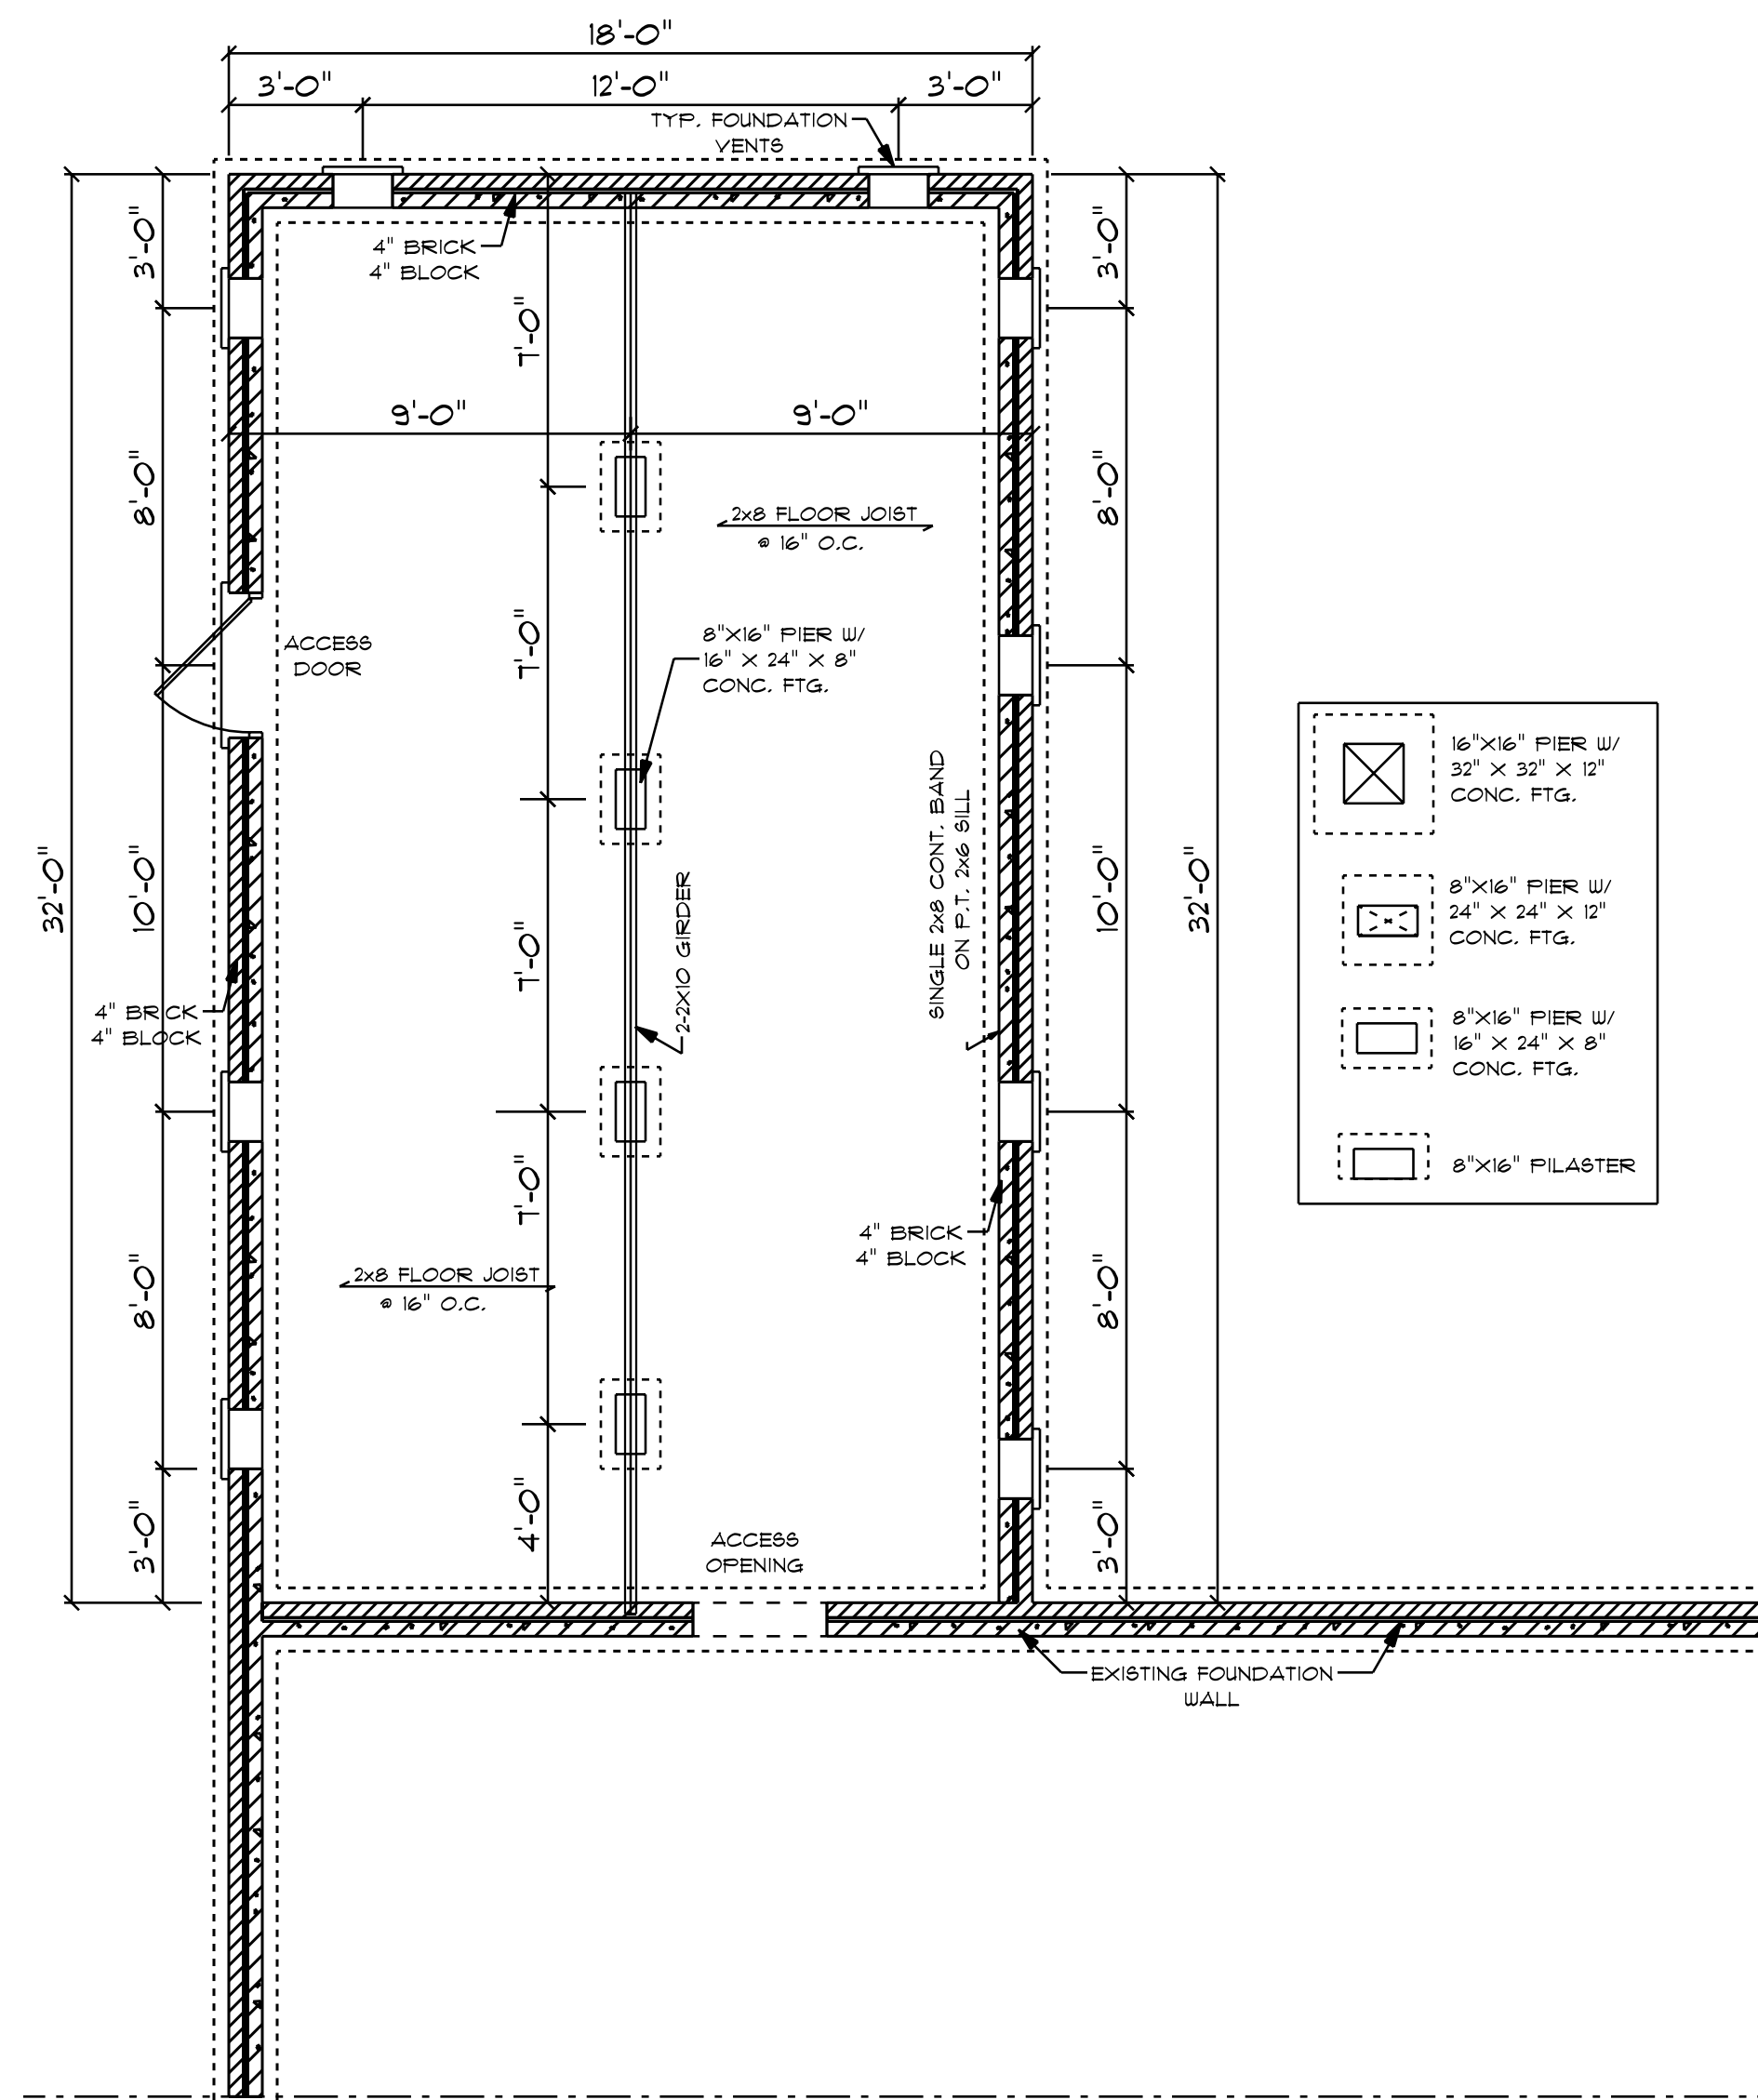 18'-0"
3'-0"
12'-0"
3'-0"
TYP. FOUNDATION
VENTS
3'-0"
3'-0"
4" BRICK
4" BLOCK
7'-0"
9'-0"
9'-0"
8'-0"
8'-0"
2x8 FLOOR JOIST
@ 16" O.C.
ACCESS
DOOR
7'-0"
8"X16" PIER W/
16" X 24" X 8"
CONC. FTG.
16"X16" PIER W/
32" X 32" X 12"
CONC. FTG.
8"X16" PIER W/
24" X 24" X 12"
CONC. FTG.
8"X16" PIER W/
16" X 24" X 8"
CONC. FTG.
8"X16" PILASTER
32'-0"
10'-0"
7'-0"
2-2X10 GIRDER
SINGLE 2x8 CONT. BAND
ON P.T. 2x6 SILL
10'-0"
32'-0"
4" BRICK
4" BLOCK
7'-0"
4" BRICK
4" BLOCK
8'-0"
8'-0"
2x8 FLOOR JOIST
@ 16" O.C.
3'-0"
4'-0"
ACCESS
OPENING
3'-0"
EXISTING FOUNDATION
WALL